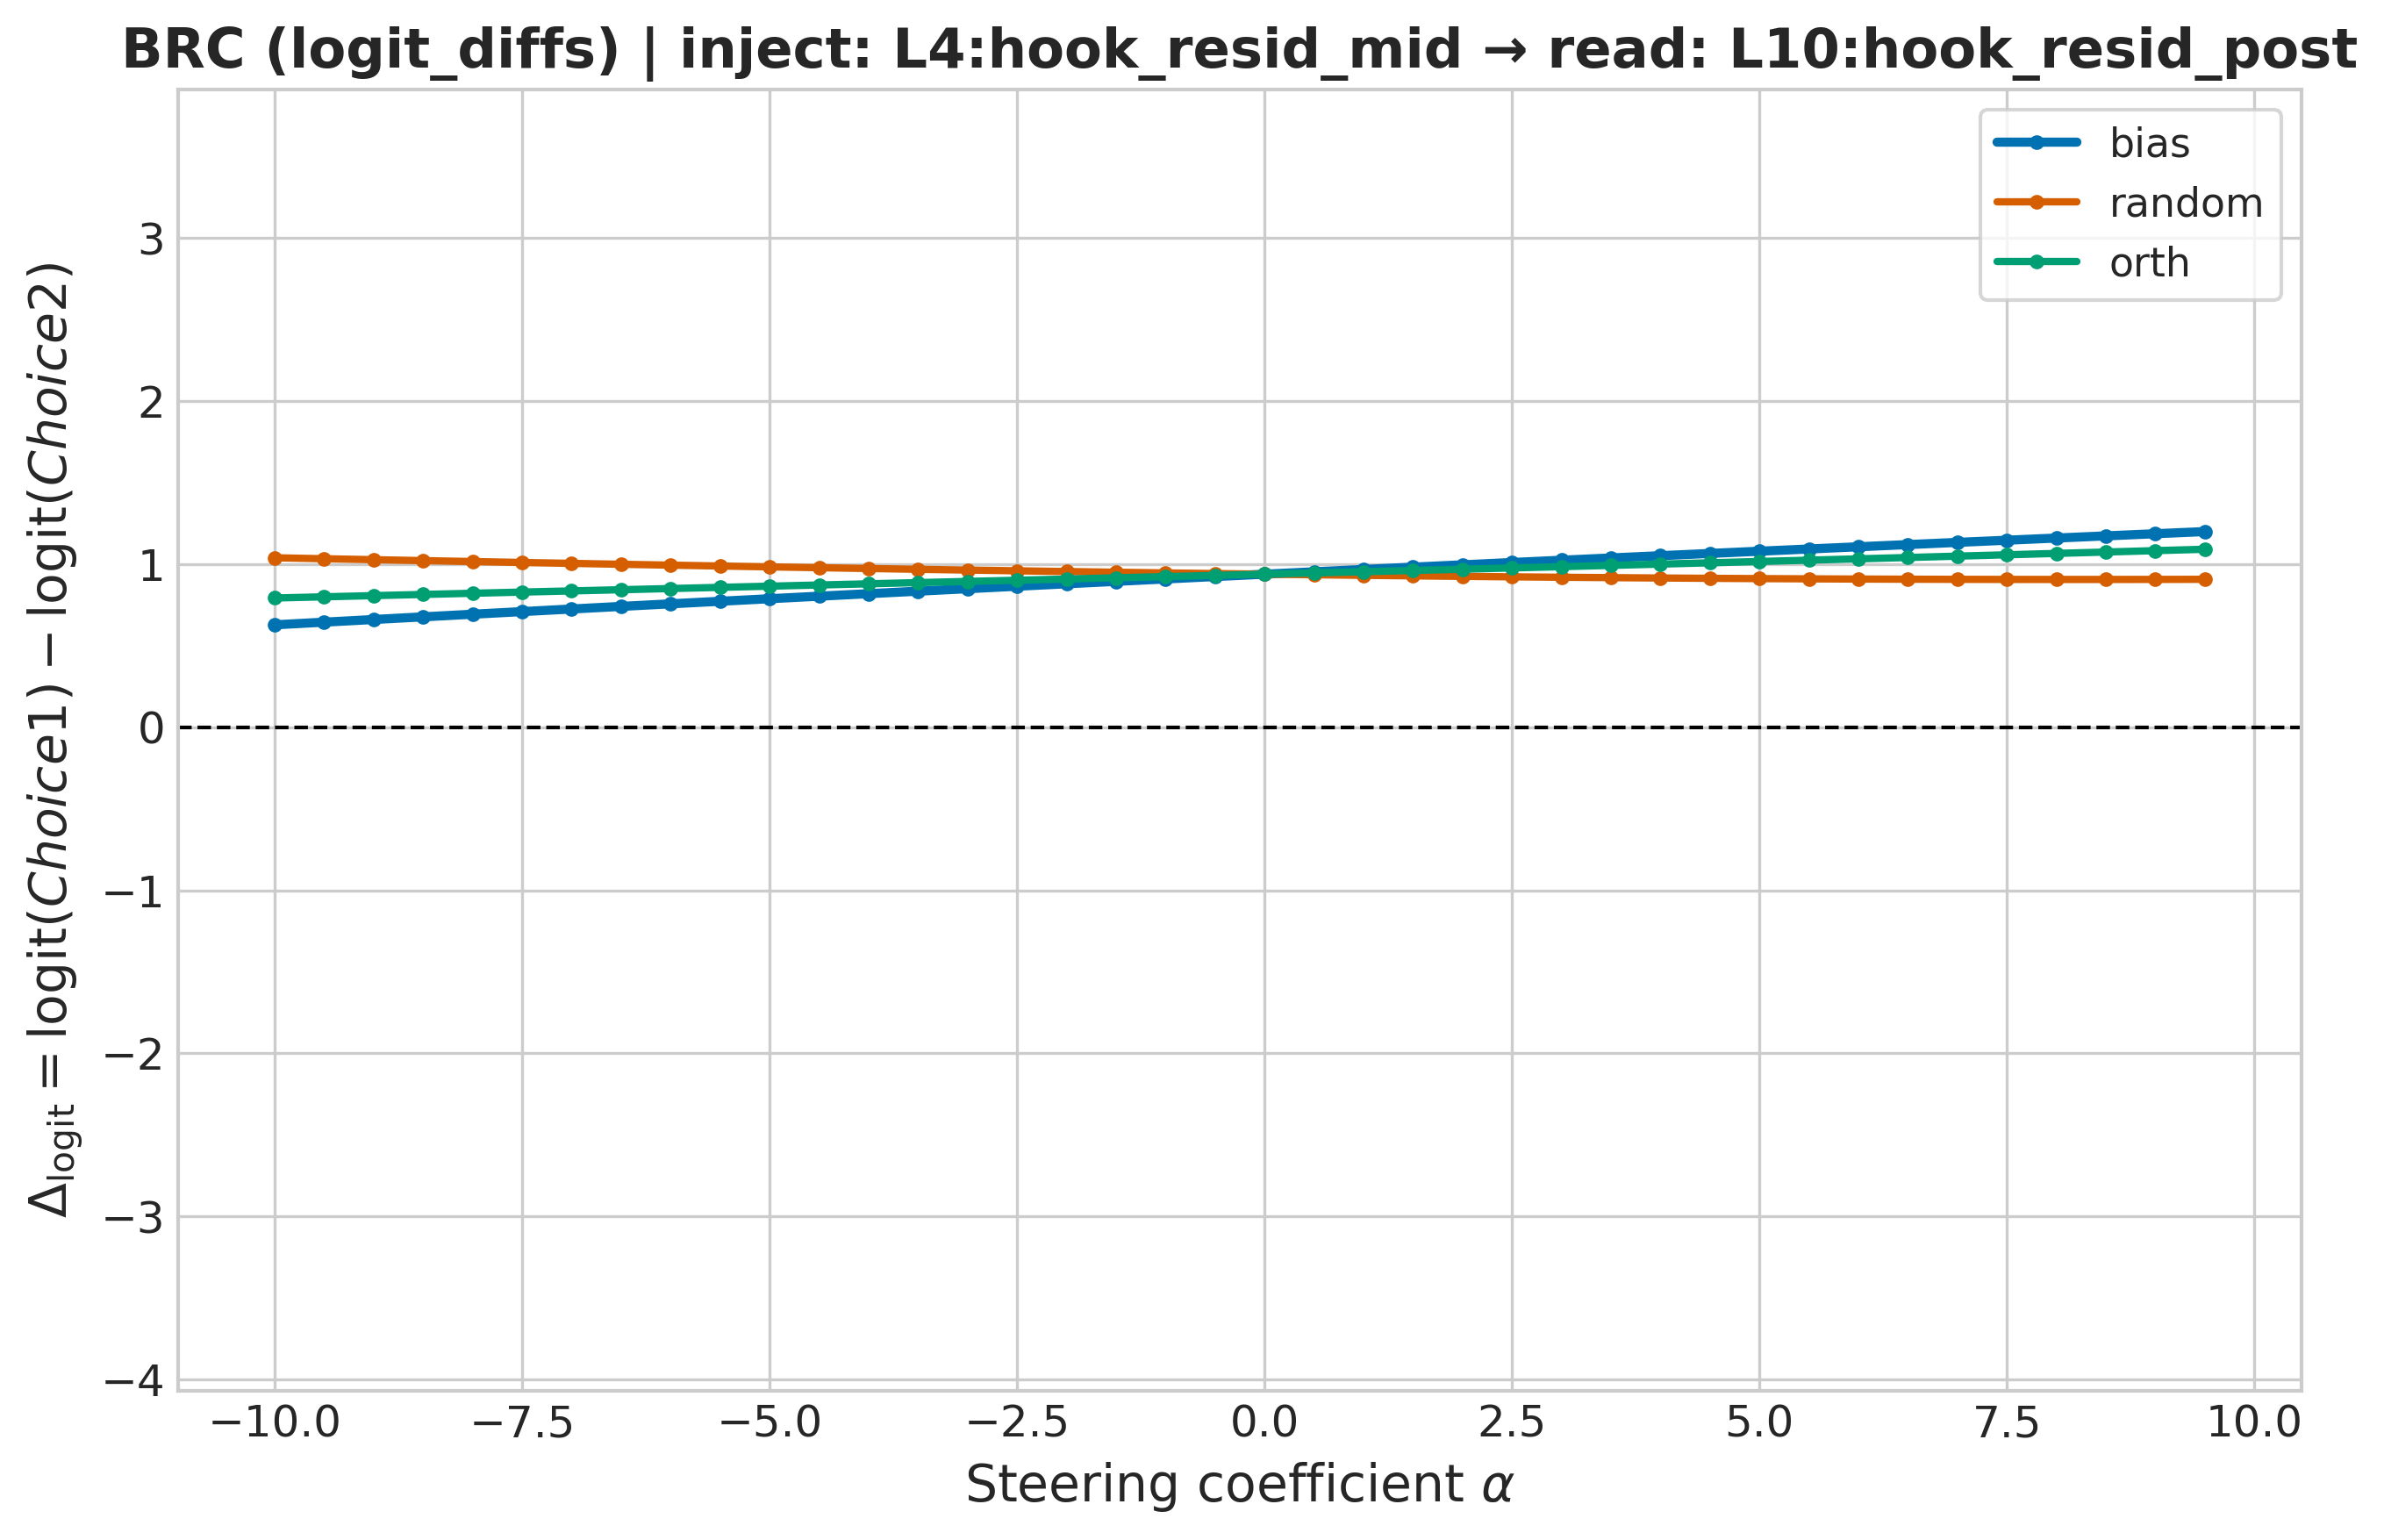 BRC (logit_diffs) | inject: L4:hook_resid_mid → read: L10:hook_resid_post
bias
random
orth
Δlogit = logit(Choice1) − logit(Choice2)
3
2
1
0
−1
−2
−3
−4
−10.0 −7.5 −5.0 −2.5 0.0 2.5 5.0 7.5 10.0
Steering coefficient α